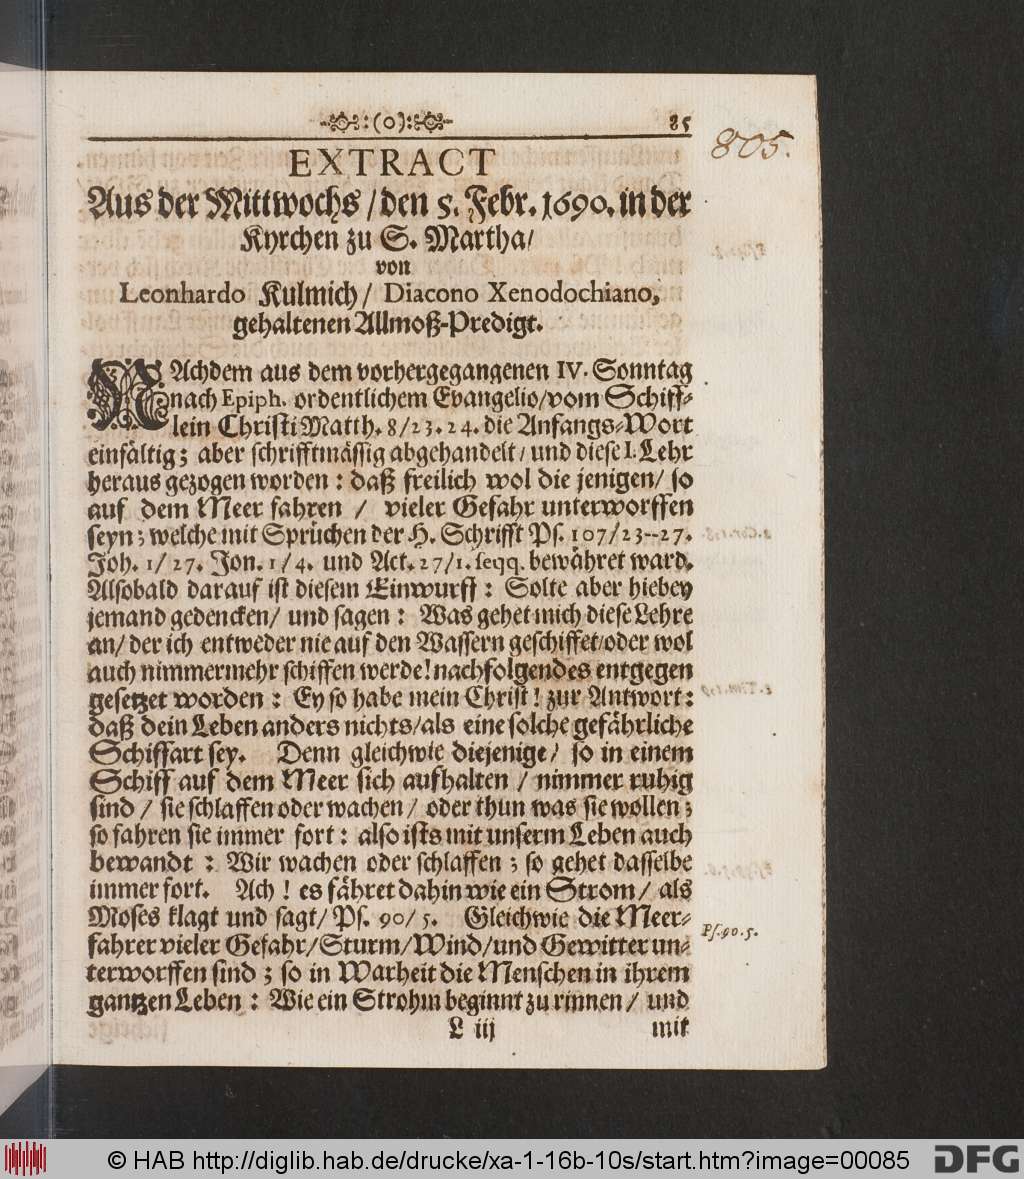 :(o):
85
805.
EXTRACT
Aus der Mittwochs / den 5. Febr. 1690. in der
Kyrchen zu S. Martha/
von
Leonhardo Kulmich/ Diacono Xenodochiano,
gehaltenen Allmoß-Predigt.
NAchdem aus dem vorhergegangenen IV. Sonntag
nach Epiph. ordentlichem Evangelio/vom Schiff-
lein Christi Matth. 8/23. 24. die Anfangs-Wort
einfältig; aber schrifftmässig abgehandelt/ und diese I. Lehr
heraus gezogen worden: daß freilich wol die jenigen/ so
auf dem Meer fahren / vieler Gefahr unterworffen
seyn; welche mit Sprüchen der H. Schrifft Ps. 107/23--27.
Joh. 1/27. Jon. 1/4. und Act. 27/1. seqq. bewähret ward.
Alsobald darauf ist diesem Einwurff: Solte aber hiebey
jemand gedencken/ und sagen: Was gehet mich diese Lehre
an/ der ich entweder nie auf den Wassern geschiffet/oder wol
auch nimmermehr schiffen werde! nachfolgendes entgegen
gesetzet worden: Ey so habe mein Christ! zur Antwort:
daß dein Leben anders nichts/als eine solche gefährliche
Schiffart sey. Denn gleichwie diejenige/ so in einem
Schiff auf dem Meer sich aufhalten / nimmer ruhig
sind / sie schlaffen oder wachen/ oder thun was sie wollen;
so fahren sie immer fort: also ists mit unserm Leben auch
bewandt: Wir wachen oder schlaffen; so gehet dasselbe
immer fort. Ach! es fähret dahin wie ein Strom/ als
Moses klagt und sagt/ Ps. 90/5. Gleichwie die Meer-
Ps. 90. 5.
fahrer vieler Gefahr/Sturm/Wind/und Gewitter un-
terworffen sind; so in Warheit die Menschen in ihrem
gantzen Leben: Wie ein Strohm beginnt zu rinnen/ und
L iij
mit
© HAB http://diglib.hab.de/drucke/xa-1-16b-10s/start.htm?image=00085
DFG